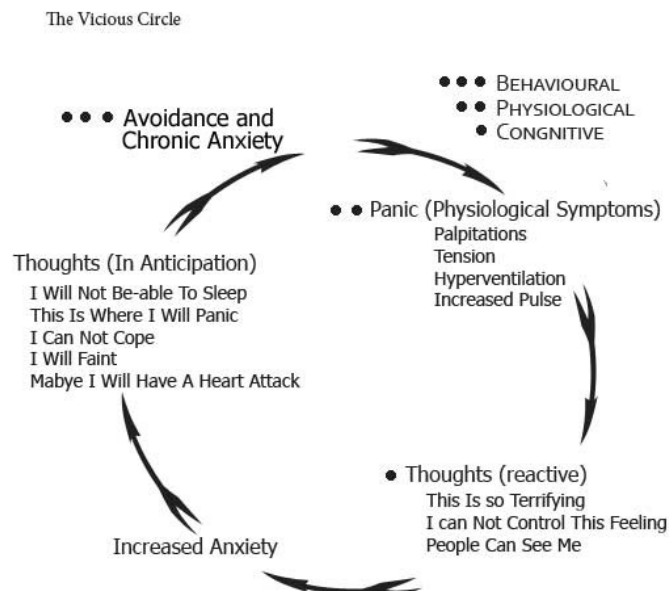 The Vicious Circle
••• BEHAVIOURAL
•• PHYSIOLOGICAL
• CONGNITIVE
••• Avoidance and
Chronic Anxiety
•• Panic (Physiological Symptoms)
Palpitations
Tension
Hyperventilation
Increased Pulse
• Thoughts (reactive)
This Is so Terrifying
I can Not Control This Feeling
People Can See Me
Increased Anxiety
Thoughts (In Anticipation)
I Will Not Be-able To Sleep
This Is Where I Will Panic
I Can Not Cope
I Will Faint
Mabye I Will Have A Heart Attack